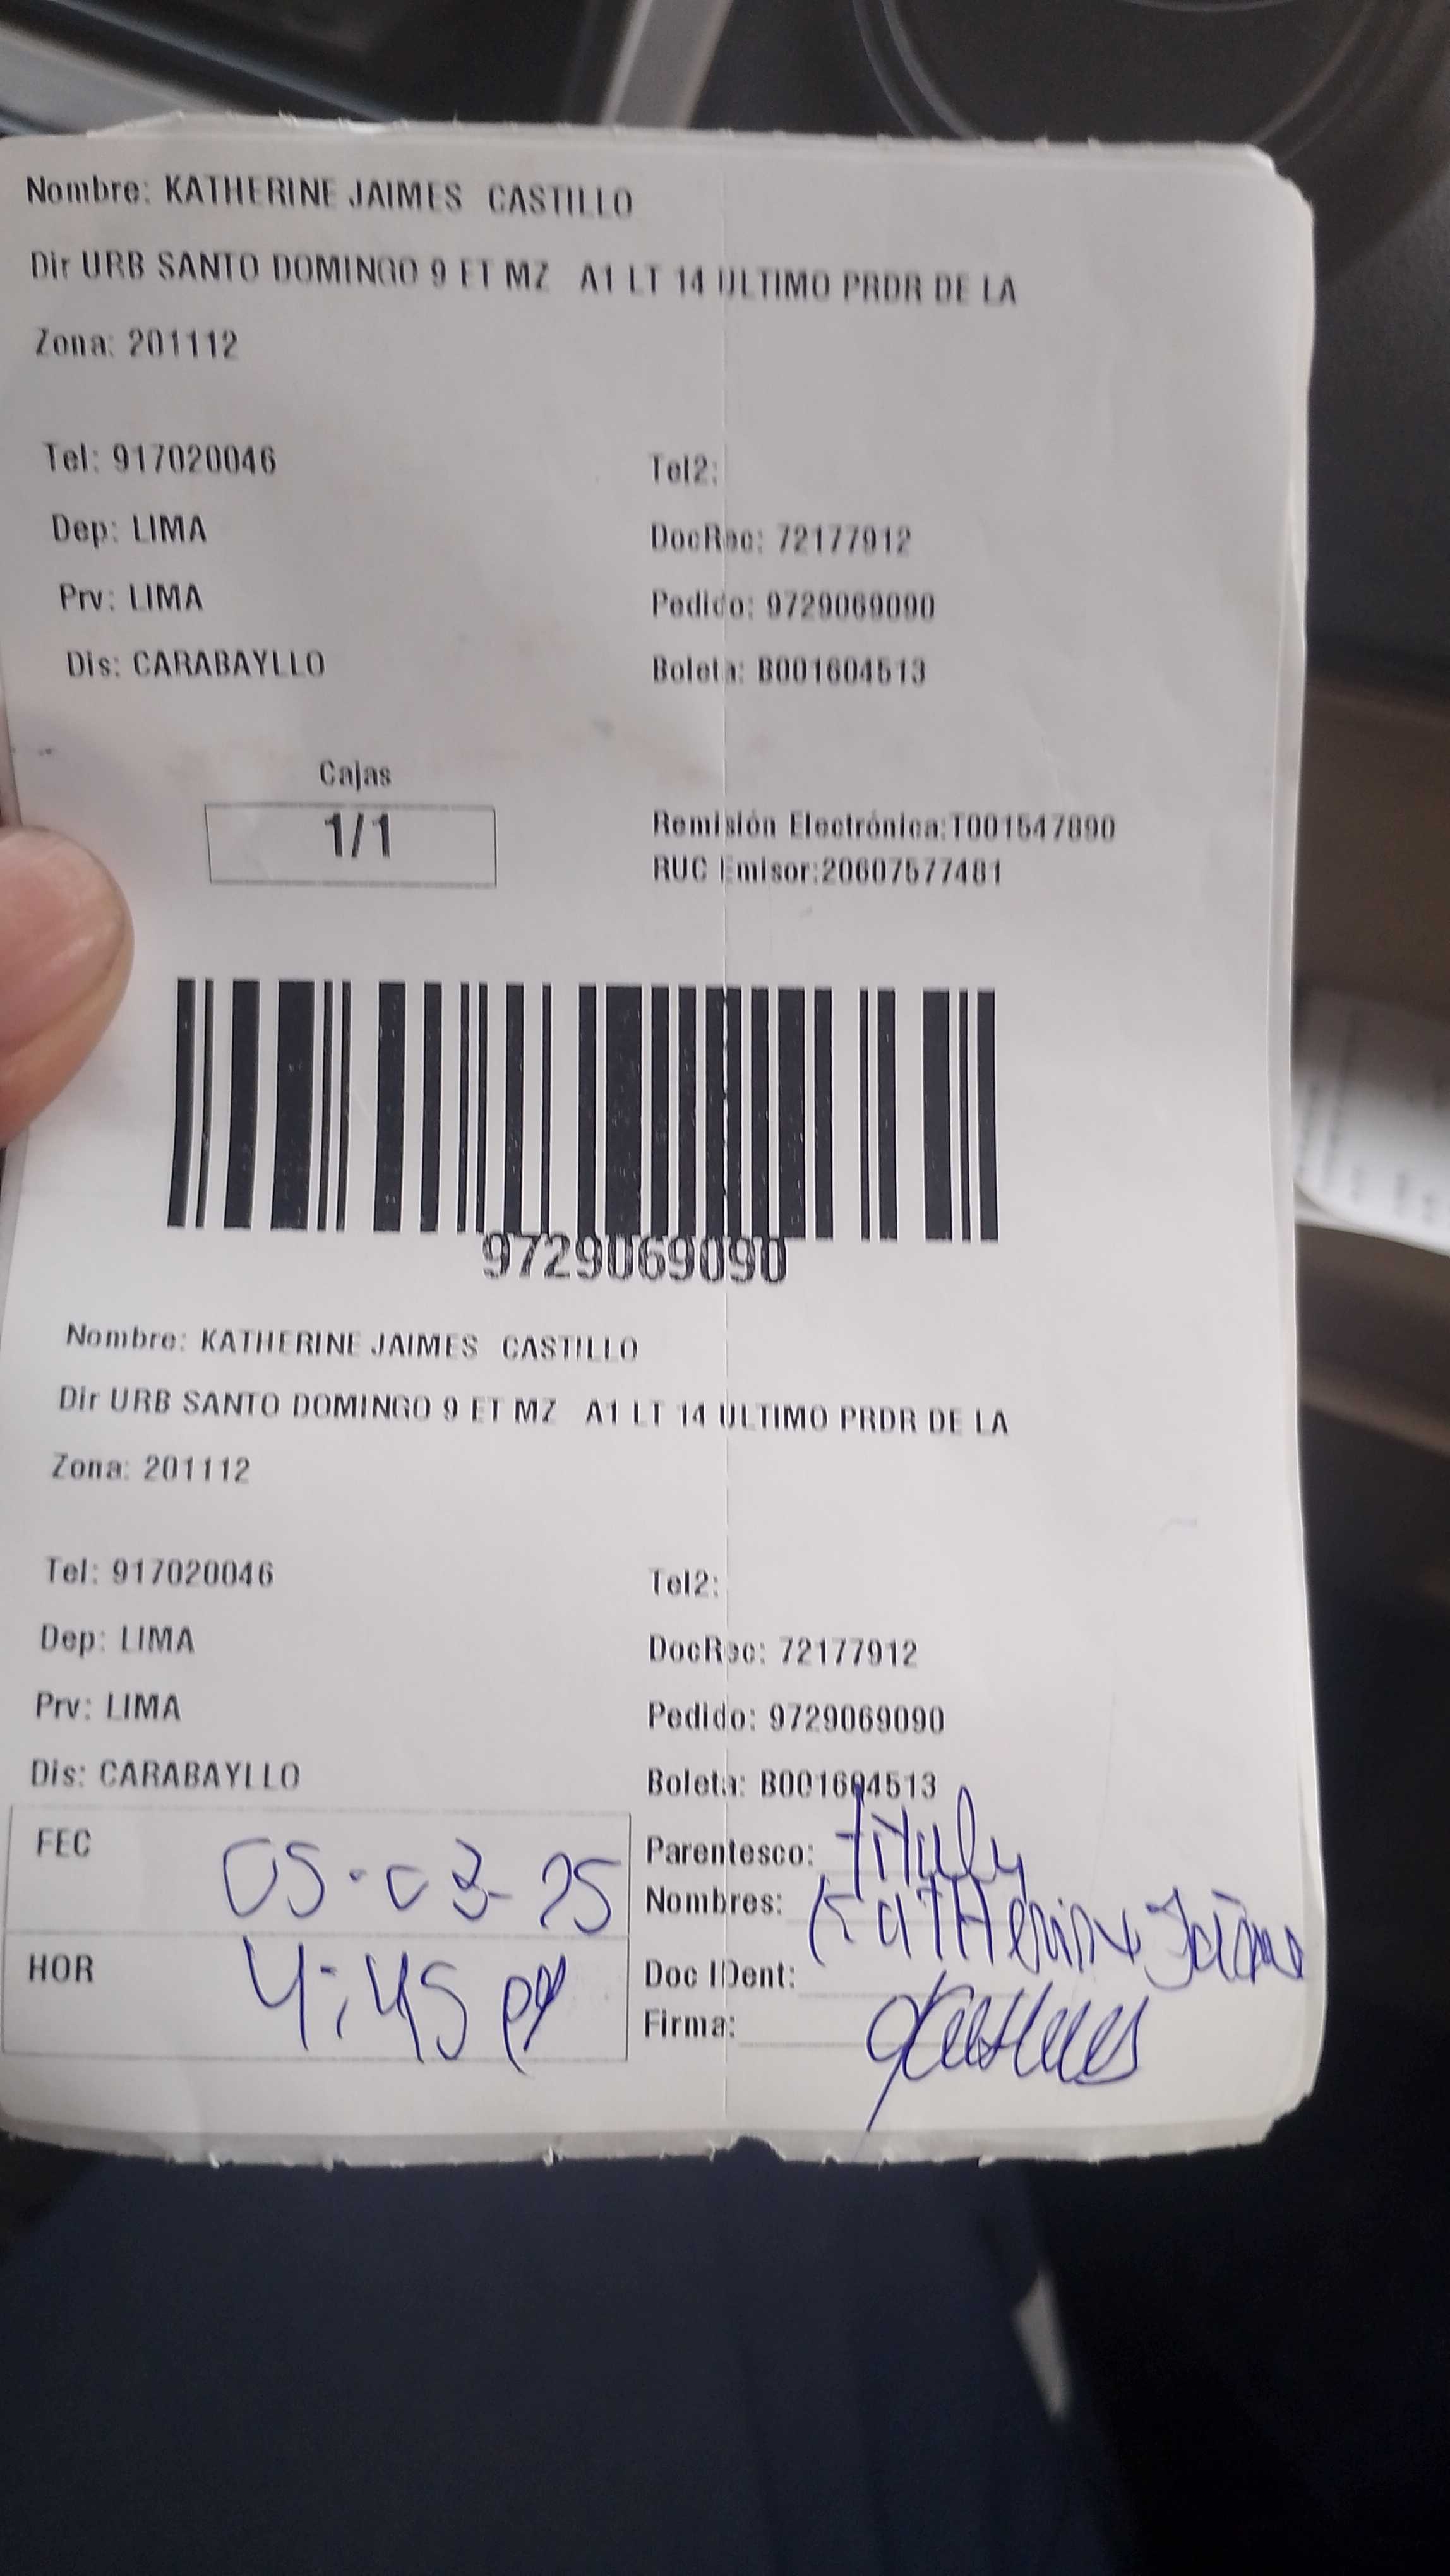 Nombre: KATHERINE JAIMES CASTILLO
Dir URB SANTO DOMINGO 9 ET MZ A1 LT 14 ULTIMO PRDR DE LA
Zona: 201112
Tel: 917020046 Tel2:
Dep: LIMA DocRec: 72177912
Prv: LIMA Pedido: 9729069090
Dis: CARABAYLLO Boleta: B001604513
Cajas
1/1
Remisión Electrónica:T001547890
RUC Emisor:20607577481
9729069090
Nombre: KATHERINE JAIMES CASTILLO
Dir URB SANTO DOMINGO 9 ET MZ A1 LT 14 ULTIMO PRDR DE LA
Zona: 201112
Tel: 917020046 Tel2:
Dep: LIMA DocRec: 72177912
Prv: LIMA Pedido: 9729069090
Dis: CARABAYLLO Boleta: B001604513
FEC 05-03-25
Parentesco:
Nombres: KaTHerine
HOR 4:45
Doc IDent:
Firma: